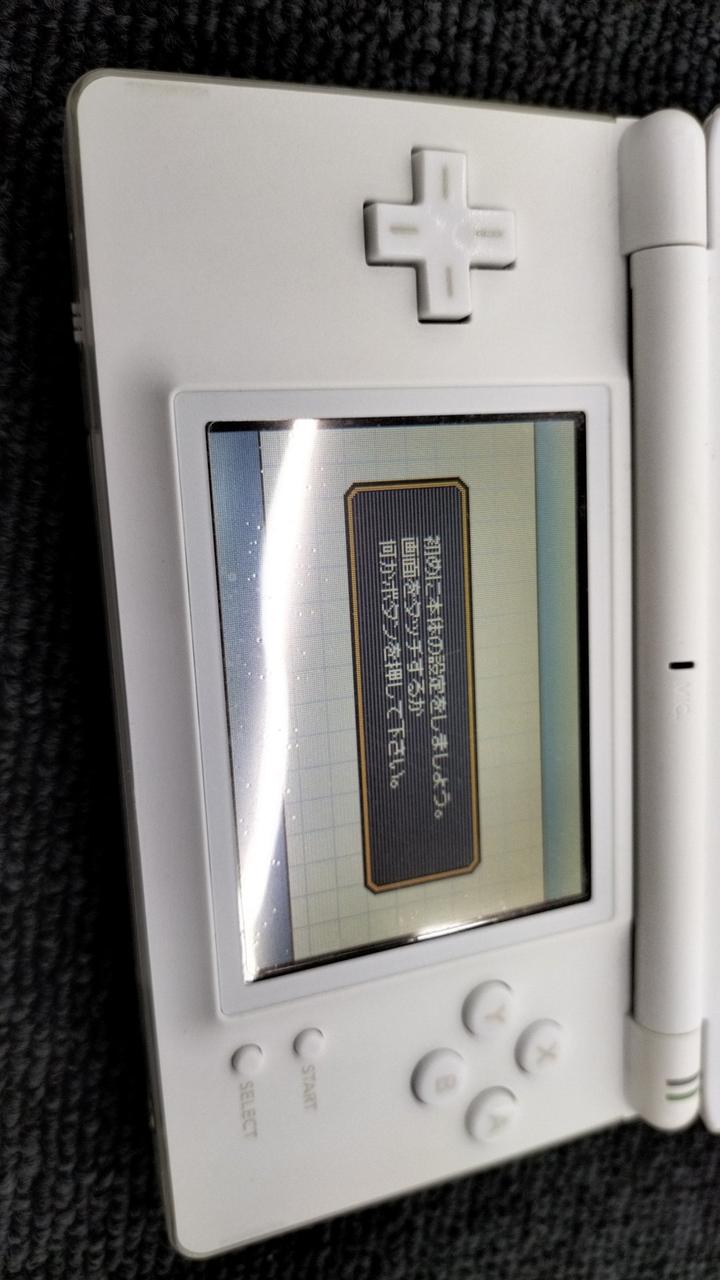 初めに本体の設定をしましょう。
画面をタッチするか
何かボタンを押して下さい。
MIC.
X
Y
A
B
START
SELECT